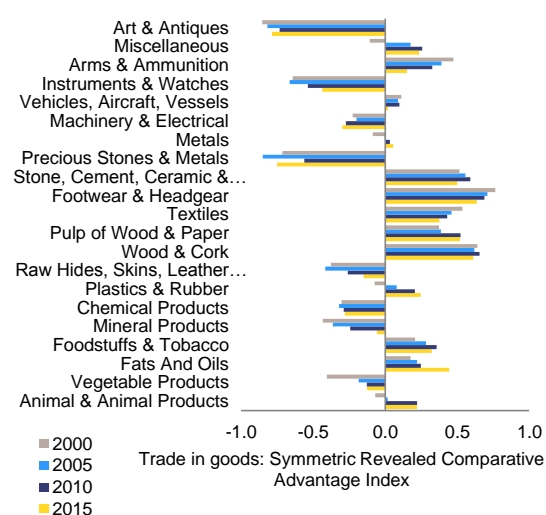 Art & Antiques
Miscellaneous
Arms & Ammunition
Instruments & Watches
Vehicles, Aircraft, Vessels
Machinery & Electrical
Metals
Precious Stones & Metals
Stone, Cement, Ceramic &…
Footwear & Headgear
Textiles
Pulp of Wood & Paper
Wood & Cork
Raw Hides, Skins, Leather…
Plastics & Rubber
Chemical Products
Mineral Products
Foodstuffs & Tobacco
Fats And Oils
Vegetable Products
Animal & Animal Products
-1.0 -0.5 0.0 0.5 1.0
2000
2005
2010
2015
Trade in goods: Symmetric Revealed Comparative
Advantage Index